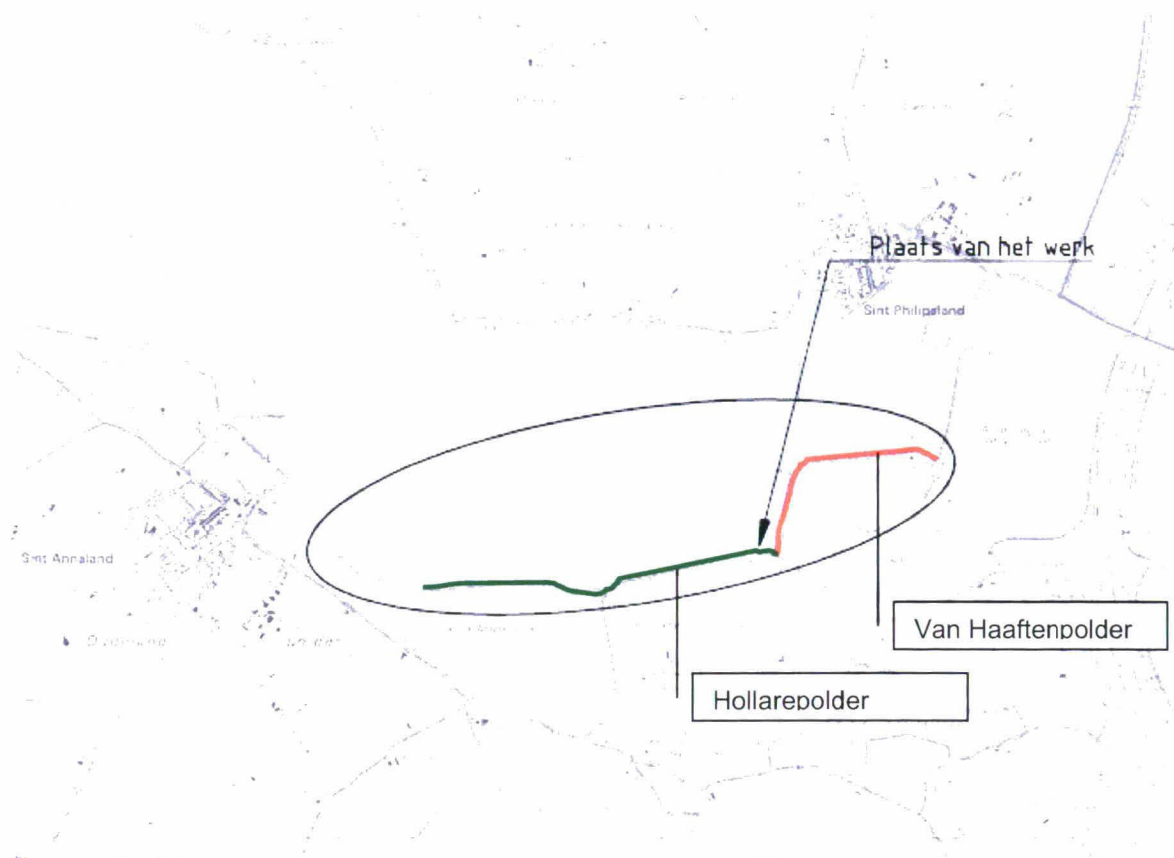 Plaats van het werk
Sint Philipsland
Sint Annaland
Van Haaftenpolder
Hollarepolder